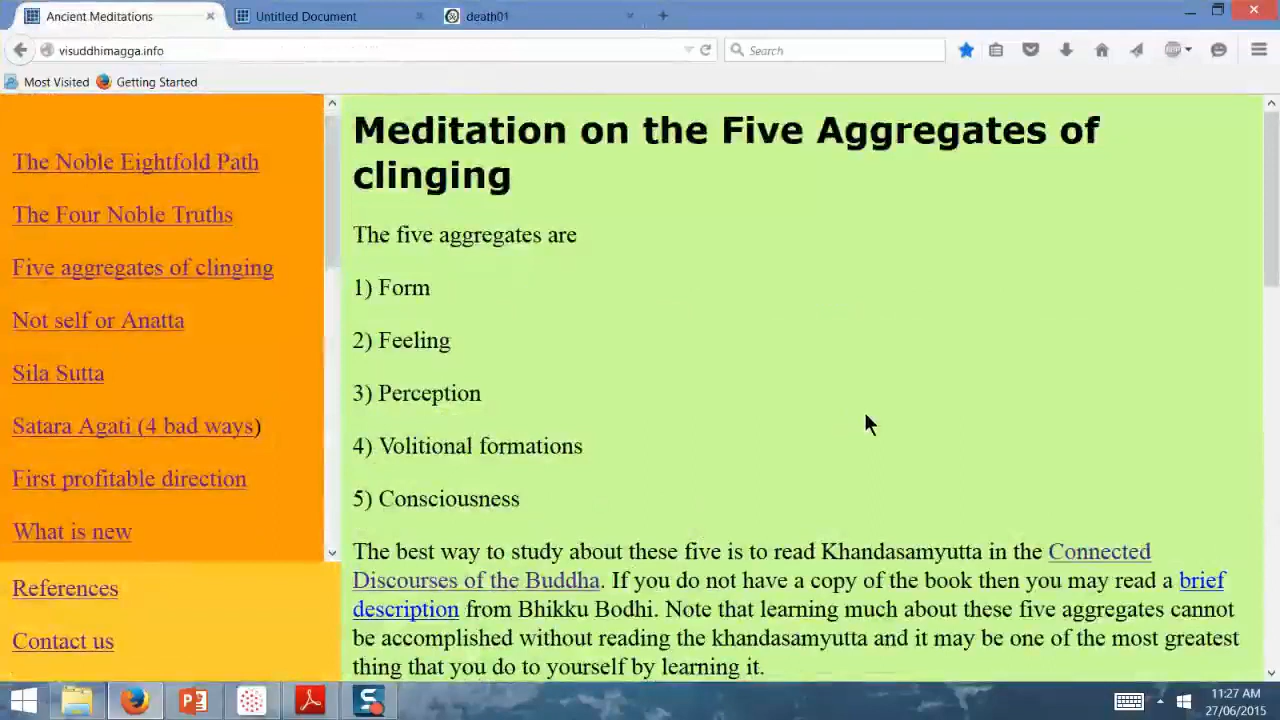 Ancient Meditations
Untitled Document
death01
visuddhimagga.info
Search
Most Visited
Getting Started
The Noble Eightfold Path
The Four Noble Truths
Five aggregates of clinging
Not self or Anatta
Sila Sutta
Satara Agati (4 bad ways)
First profitable direction
What is new
References
Contact us
Meditation on the Five Aggregates of
clinging
The five aggregates are
1) Form
2) Feeling
3) Perception
4) Volitional formations
5) Consciousness
The best way to study about these five is to read Khandasamyutta in the Connected
Discourses of the Buddha. If you do not have a copy of the book then you may read a brief
description from Bhikku Bodhi. Note that learning much about these five aggregates cannot
be accomplished without reading the khandasamyutta and it may be one of the most greatest
thing that you do to yourself by learning it.
11:27 AM
27/06/2015